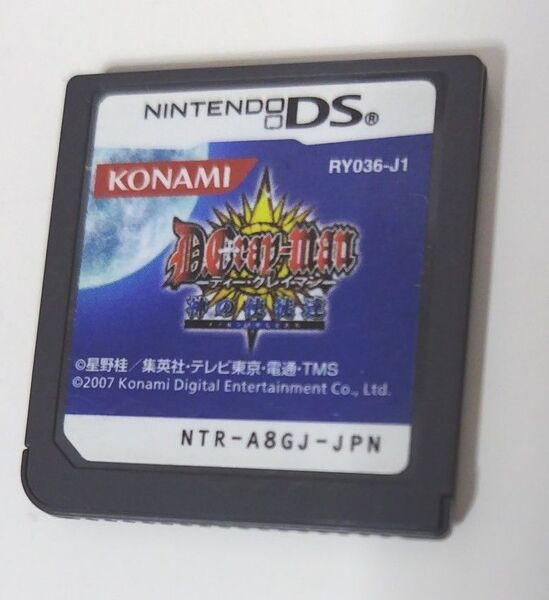 NINTENDO DS®
KONAMI
RY036-J1
D.Gray-man
ディー・グレイマン
神の使徒達
©星野桂／集英社・テレビ東京・電通・TMS
©2007 Konami Digital Entertainment Co., Ltd.
NTR-A8GJ-JPN